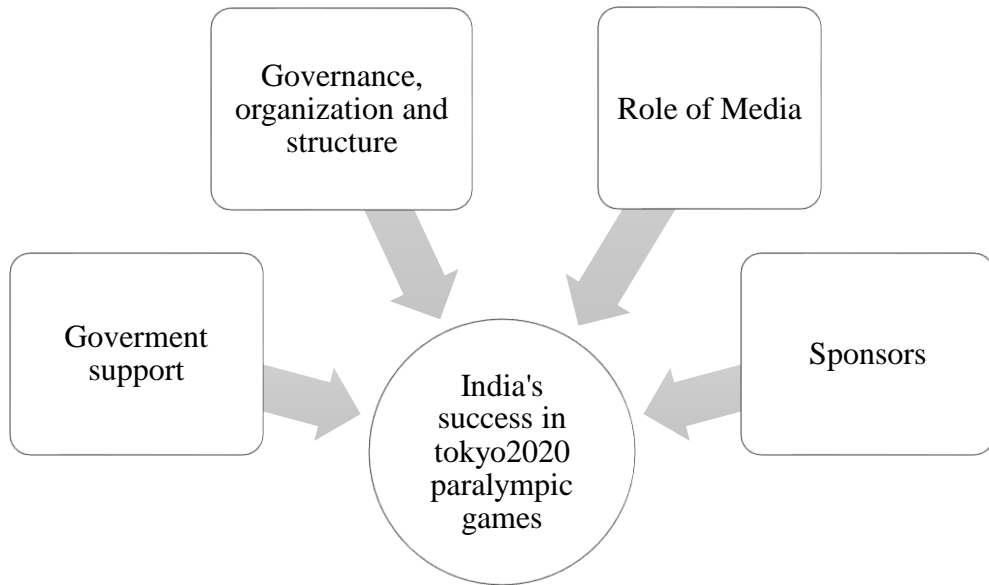 Governance,
organization and
structure
Role of Media
Goverment
support
Sponsors
India's
success in
tokyo2020
paralympic
games